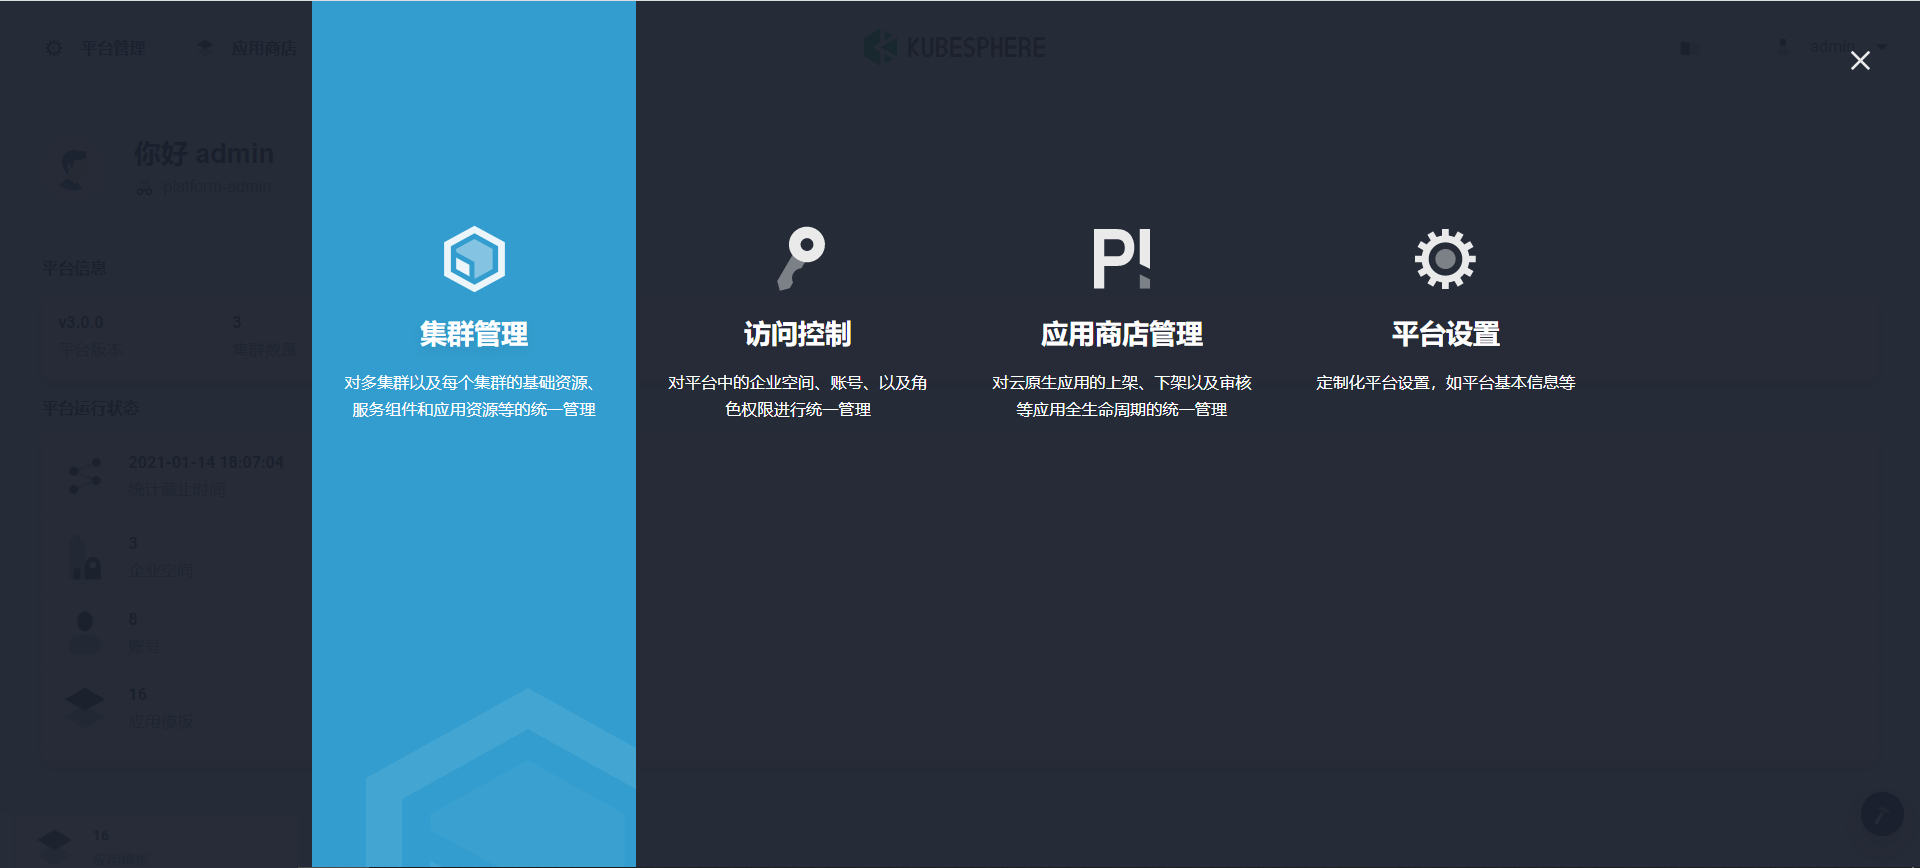 平台管理
应用商店
KUBESPHERE
admin
你好 admin
platform-admin
平台信息
v3.0.0
3
平台版本
集群数量
平台运行状态
2021-01-14 18:07:04
统计截止时间
3
企业空间
8
账号
16
应用模板
16
应用模板
集群管理
对多集群以及每个集群的基础资源、
服务组件和应用资源等的统一管理
访问控制
对平台中的企业空间、账号、以及角
色权限进行统一管理
应用商店管理
对云原生应用的上架、下架以及审核
等应用全生命周期的统一管理
平台设置
定制化平台设置，如平台基本信息等